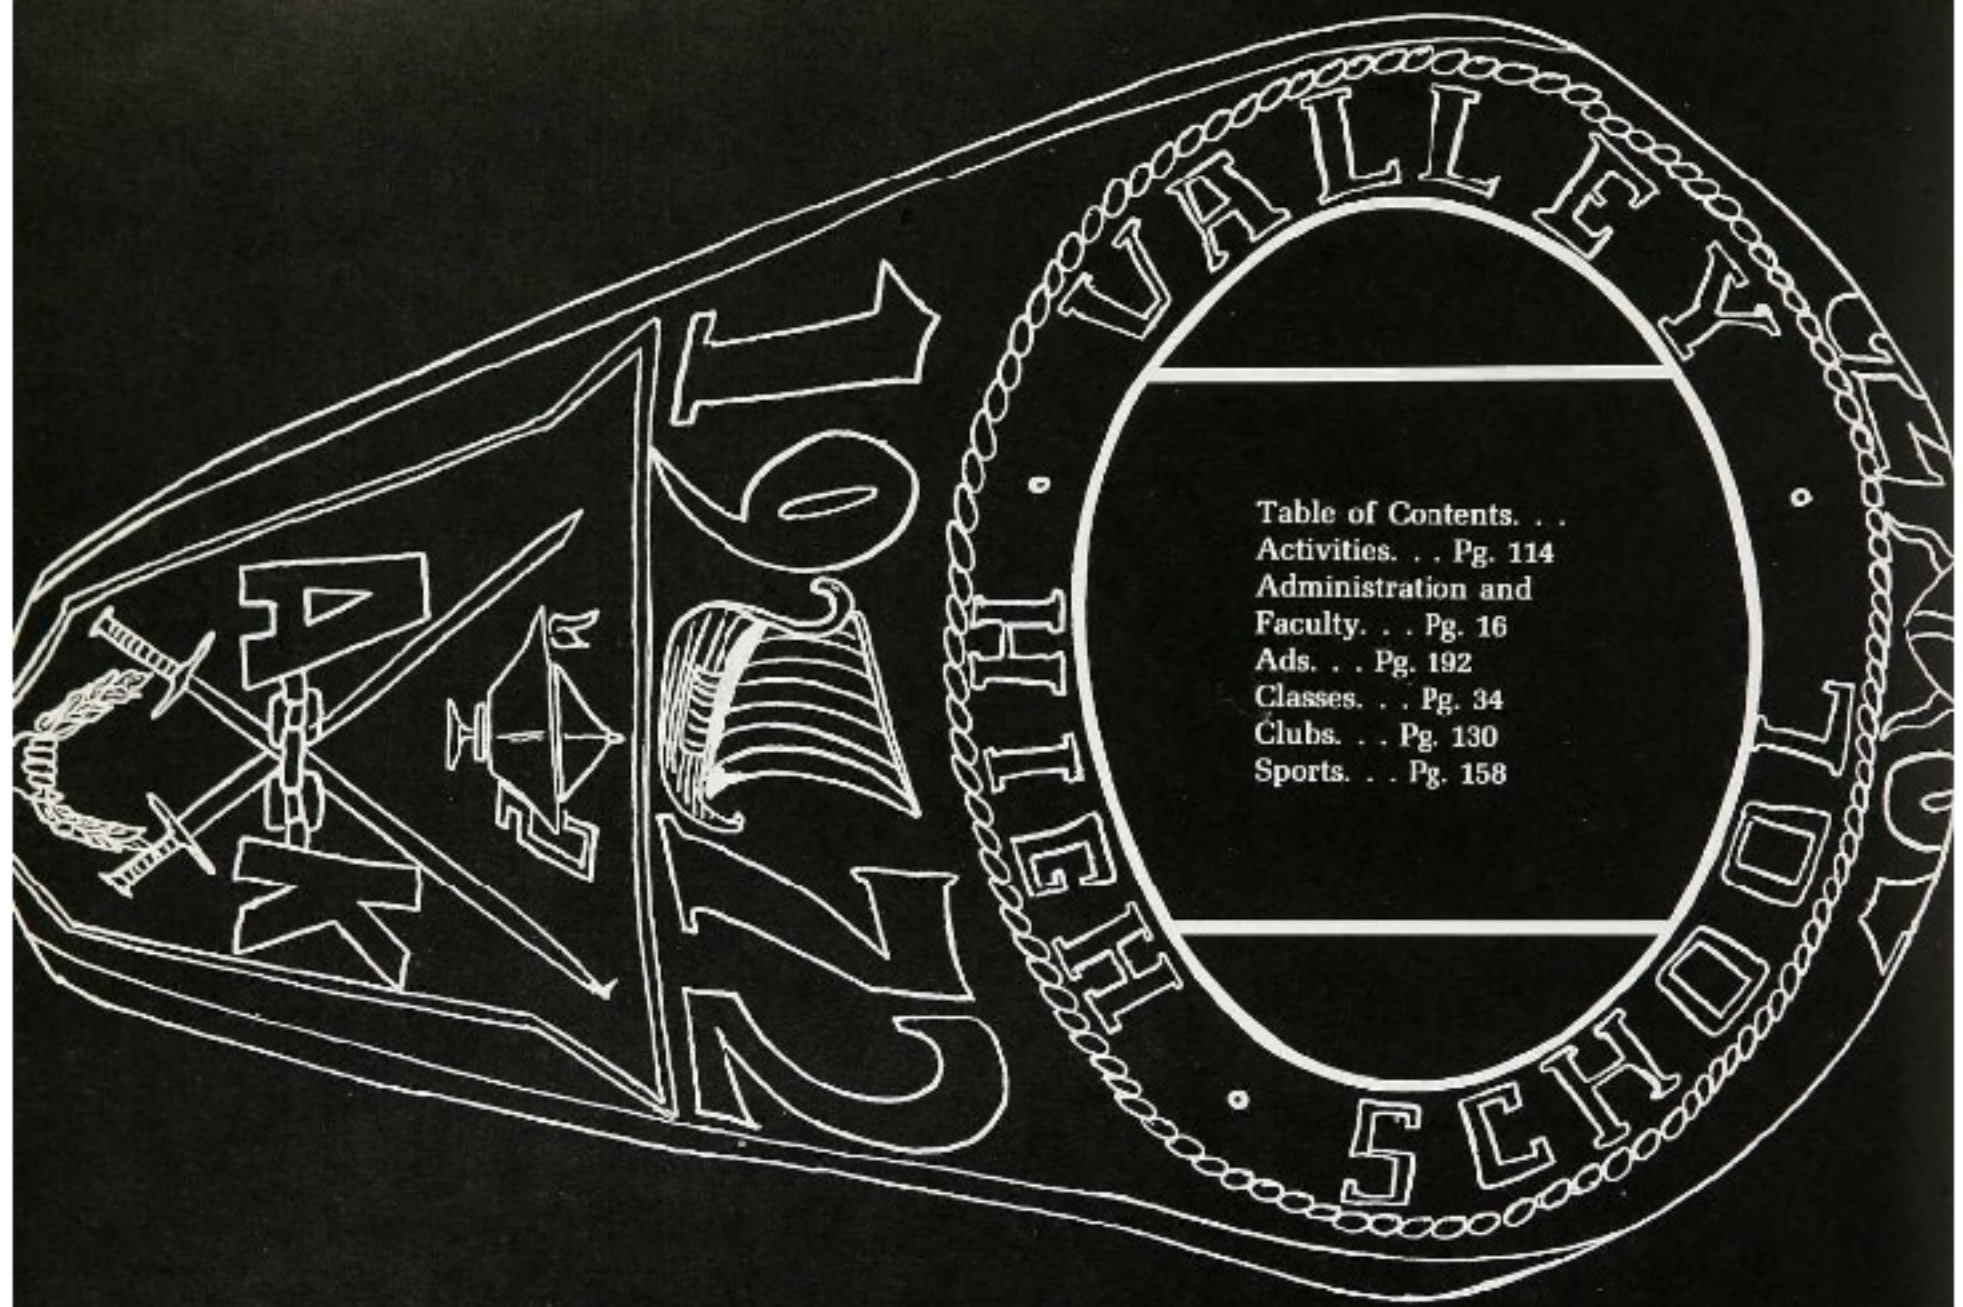 VALLEY
HIGH SCHOOL
1972
A K
Table of Contents. . .
Activities. . . Pg. 114
Administration and
Faculty. . . Pg. 16
Ads. . . Pg. 192
Classes. . . Pg. 34
Clubs. . . Pg. 130
Sports. . . Pg. 158